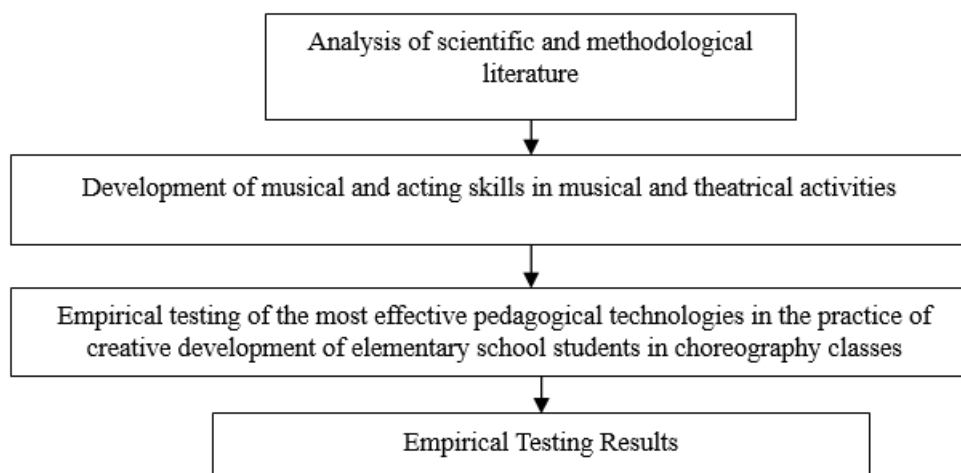 Analysis of scientific and methodological
literature
Development of musical and acting skills in musical and theatrical activities
Empirical testing of the most effective pedagogical technologies in the practice of
creative development of elementary school students in choreography classes
Empirical Testing Results